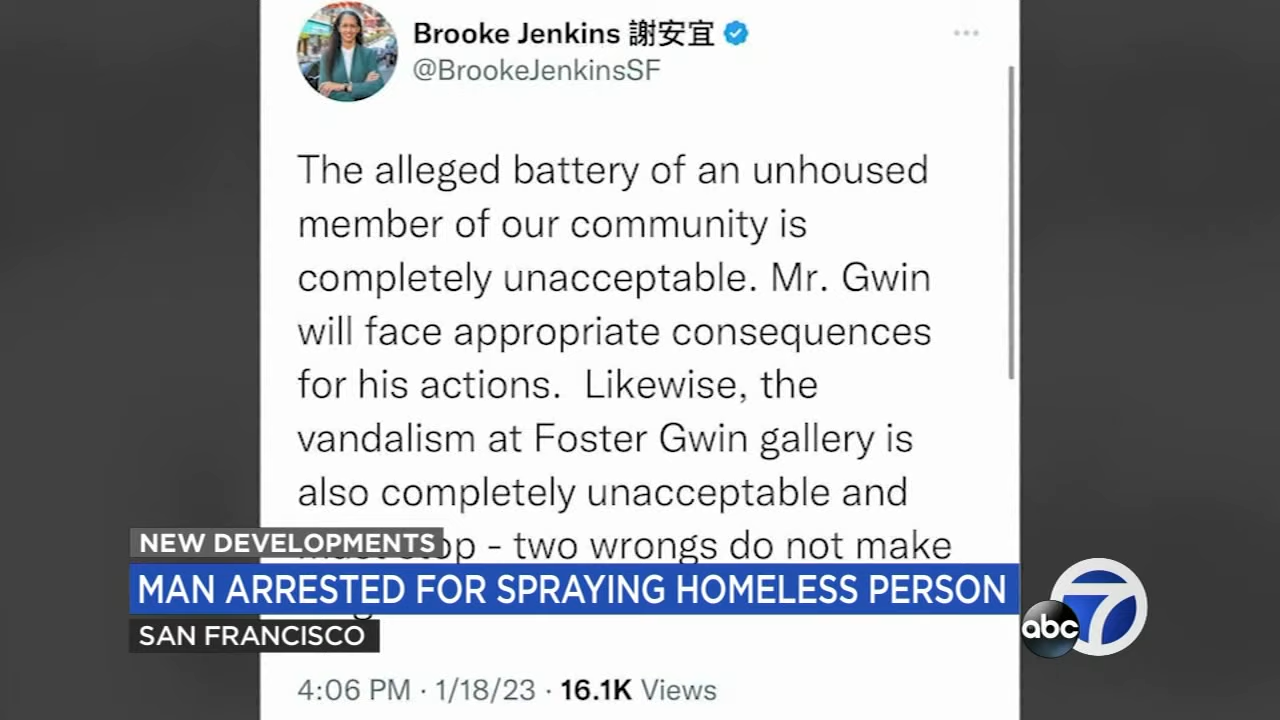 Brooke Jenkins 謝安宜
@BrookeJenkinsSF
The alleged battery of an unhoused
member of our community is
completely unacceptable. Mr. Gwin
will face appropriate consequences
for his actions.  Likewise, the
vandalism at Foster Gwin gallery is
also completely unacceptable and
must stop - two wrongs do not make
NEW DEVELOPMENTS
MAN ARRESTED FOR SPRAYING HOMELESS PERSON
SAN FRANCISCO
abc 7
4:06 PM · 1/18/23 · 16.1K Views